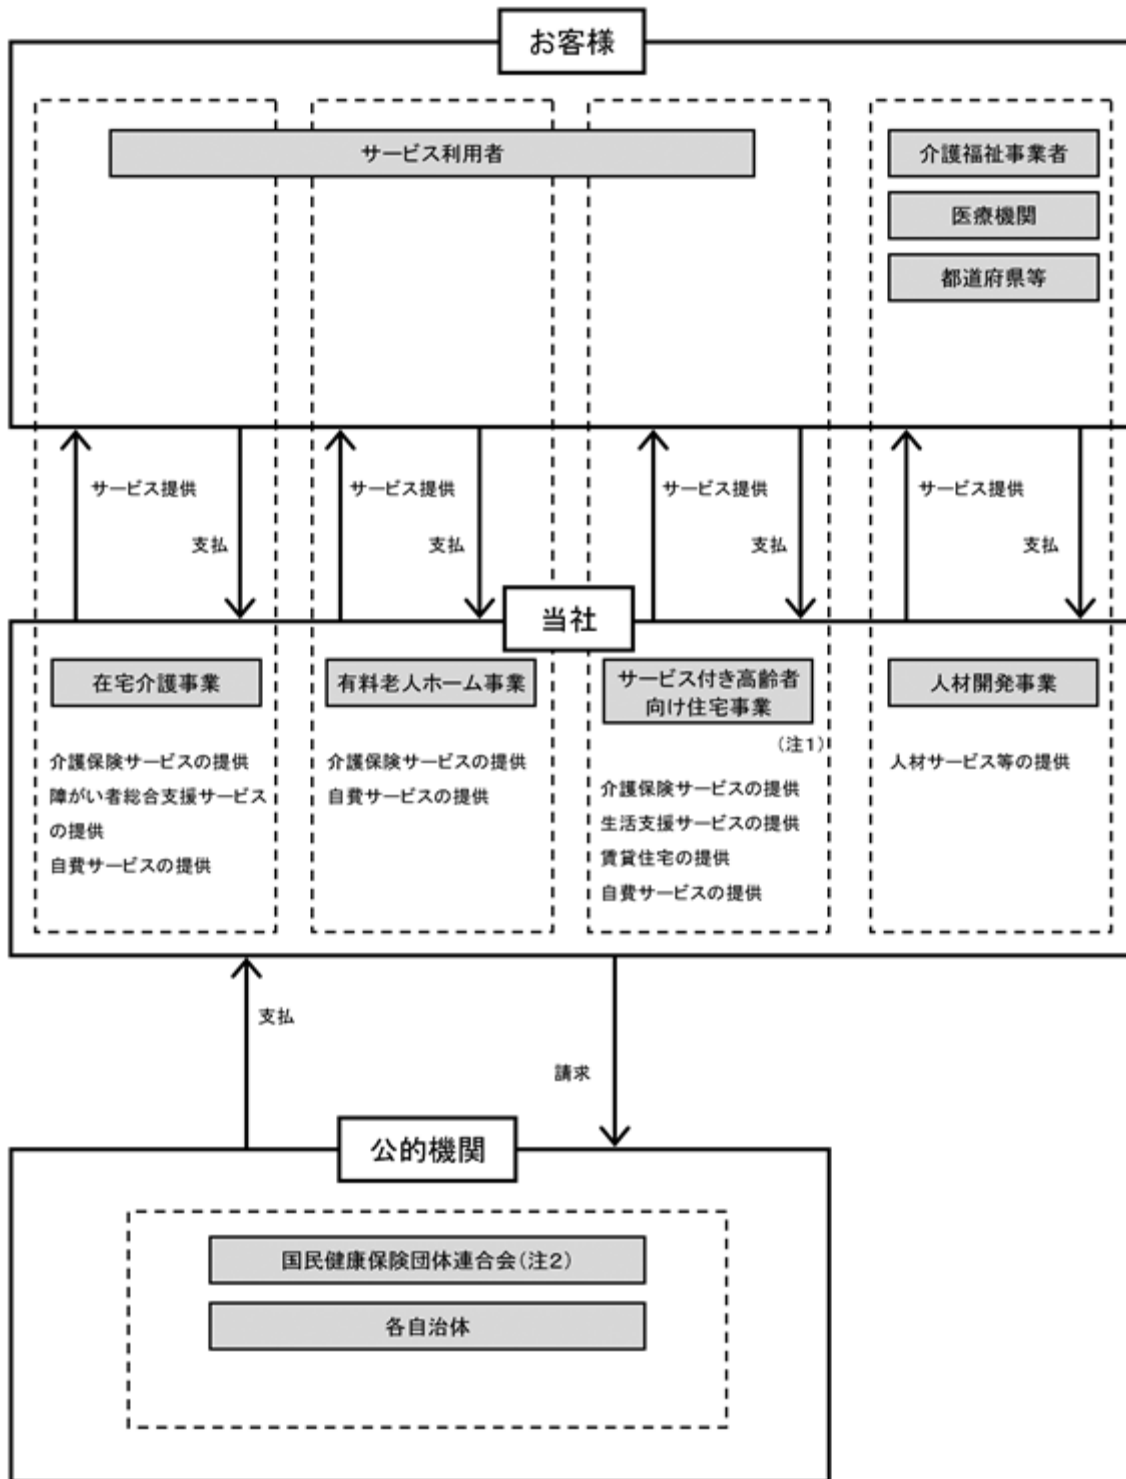 お客様
サービス利用者
介護福祉事業者
医療機関
都道府県等
サービス提供
支払
サービス提供
支払
サービス提供
支払
サービス提供
支払
当社
在宅介護事業
介護保険サービスの提供
障がい者総合支援サービス
の提供
自費サービスの提供
有料老人ホーム事業
介護保険サービスの提供
自費サービスの提供
サービス付き高齢者
向け住宅事業
(注1)
介護保険サービスの提供
生活支援サービスの提供
賃貸住宅の提供
自費サービスの提供
人材開発事業
人材サービス等の提供
支払
請求
公的機関
国民健康保険団体連合会(注2)
各自治体